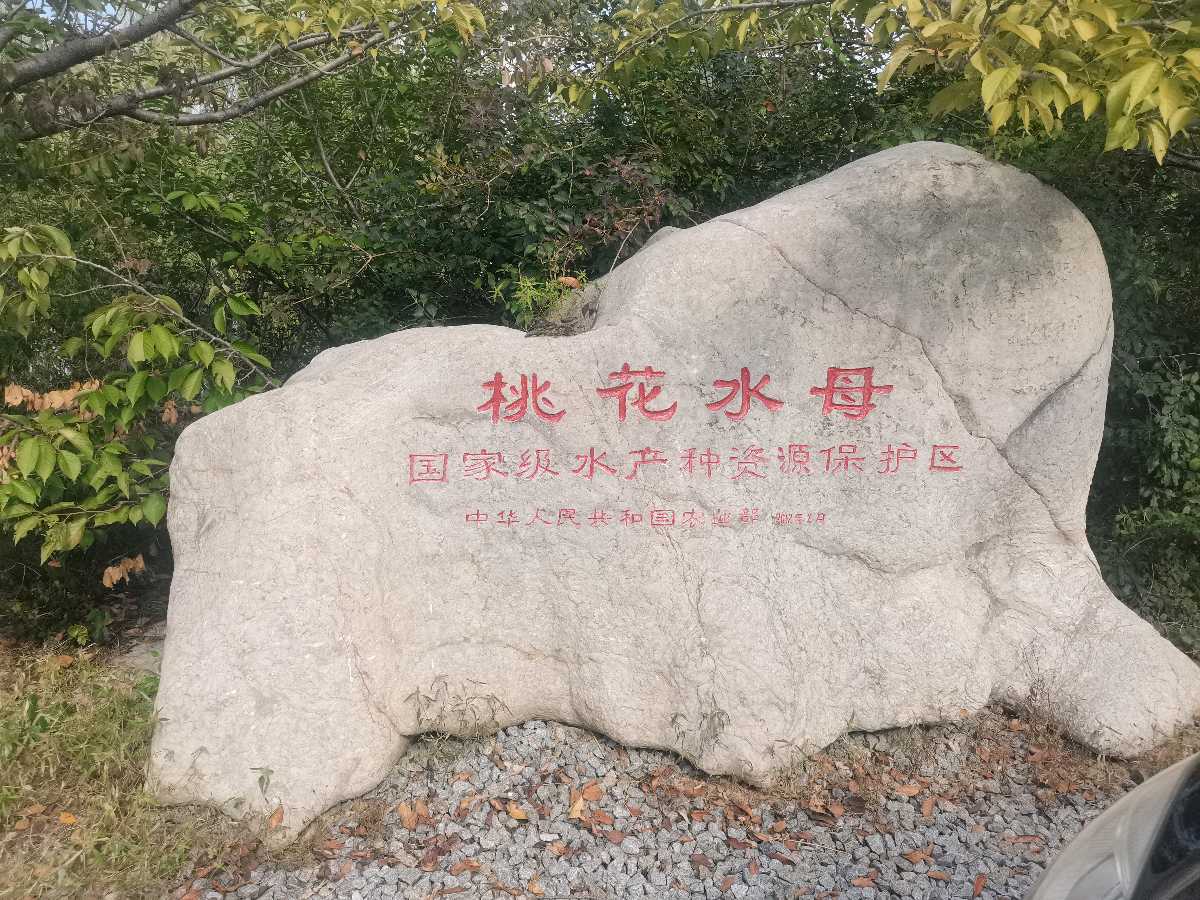 桃花水母
国家级水产种资源保护区
中华人民共和国农业部